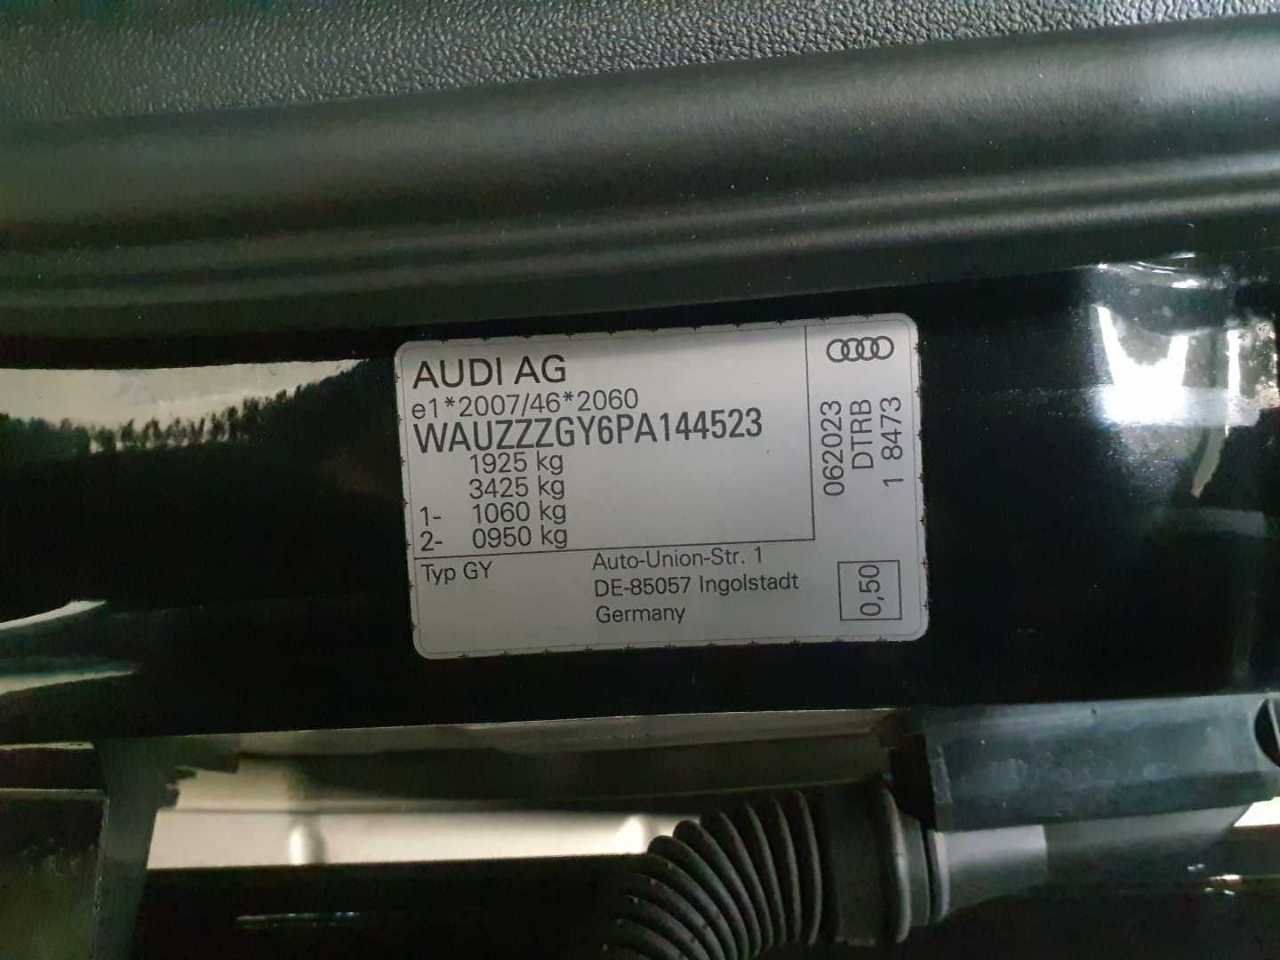 AUDI AG
e1*2007/46*2060
WAUZZZGY6PA144523
1925 kg
3425 kg
1- 1060 kg
2- 0950 kg
Typ GY
Auto-Union-Str. 1
DE-85057 Ingolstadt
Germany
062023
DTRB
1 8473
0,50